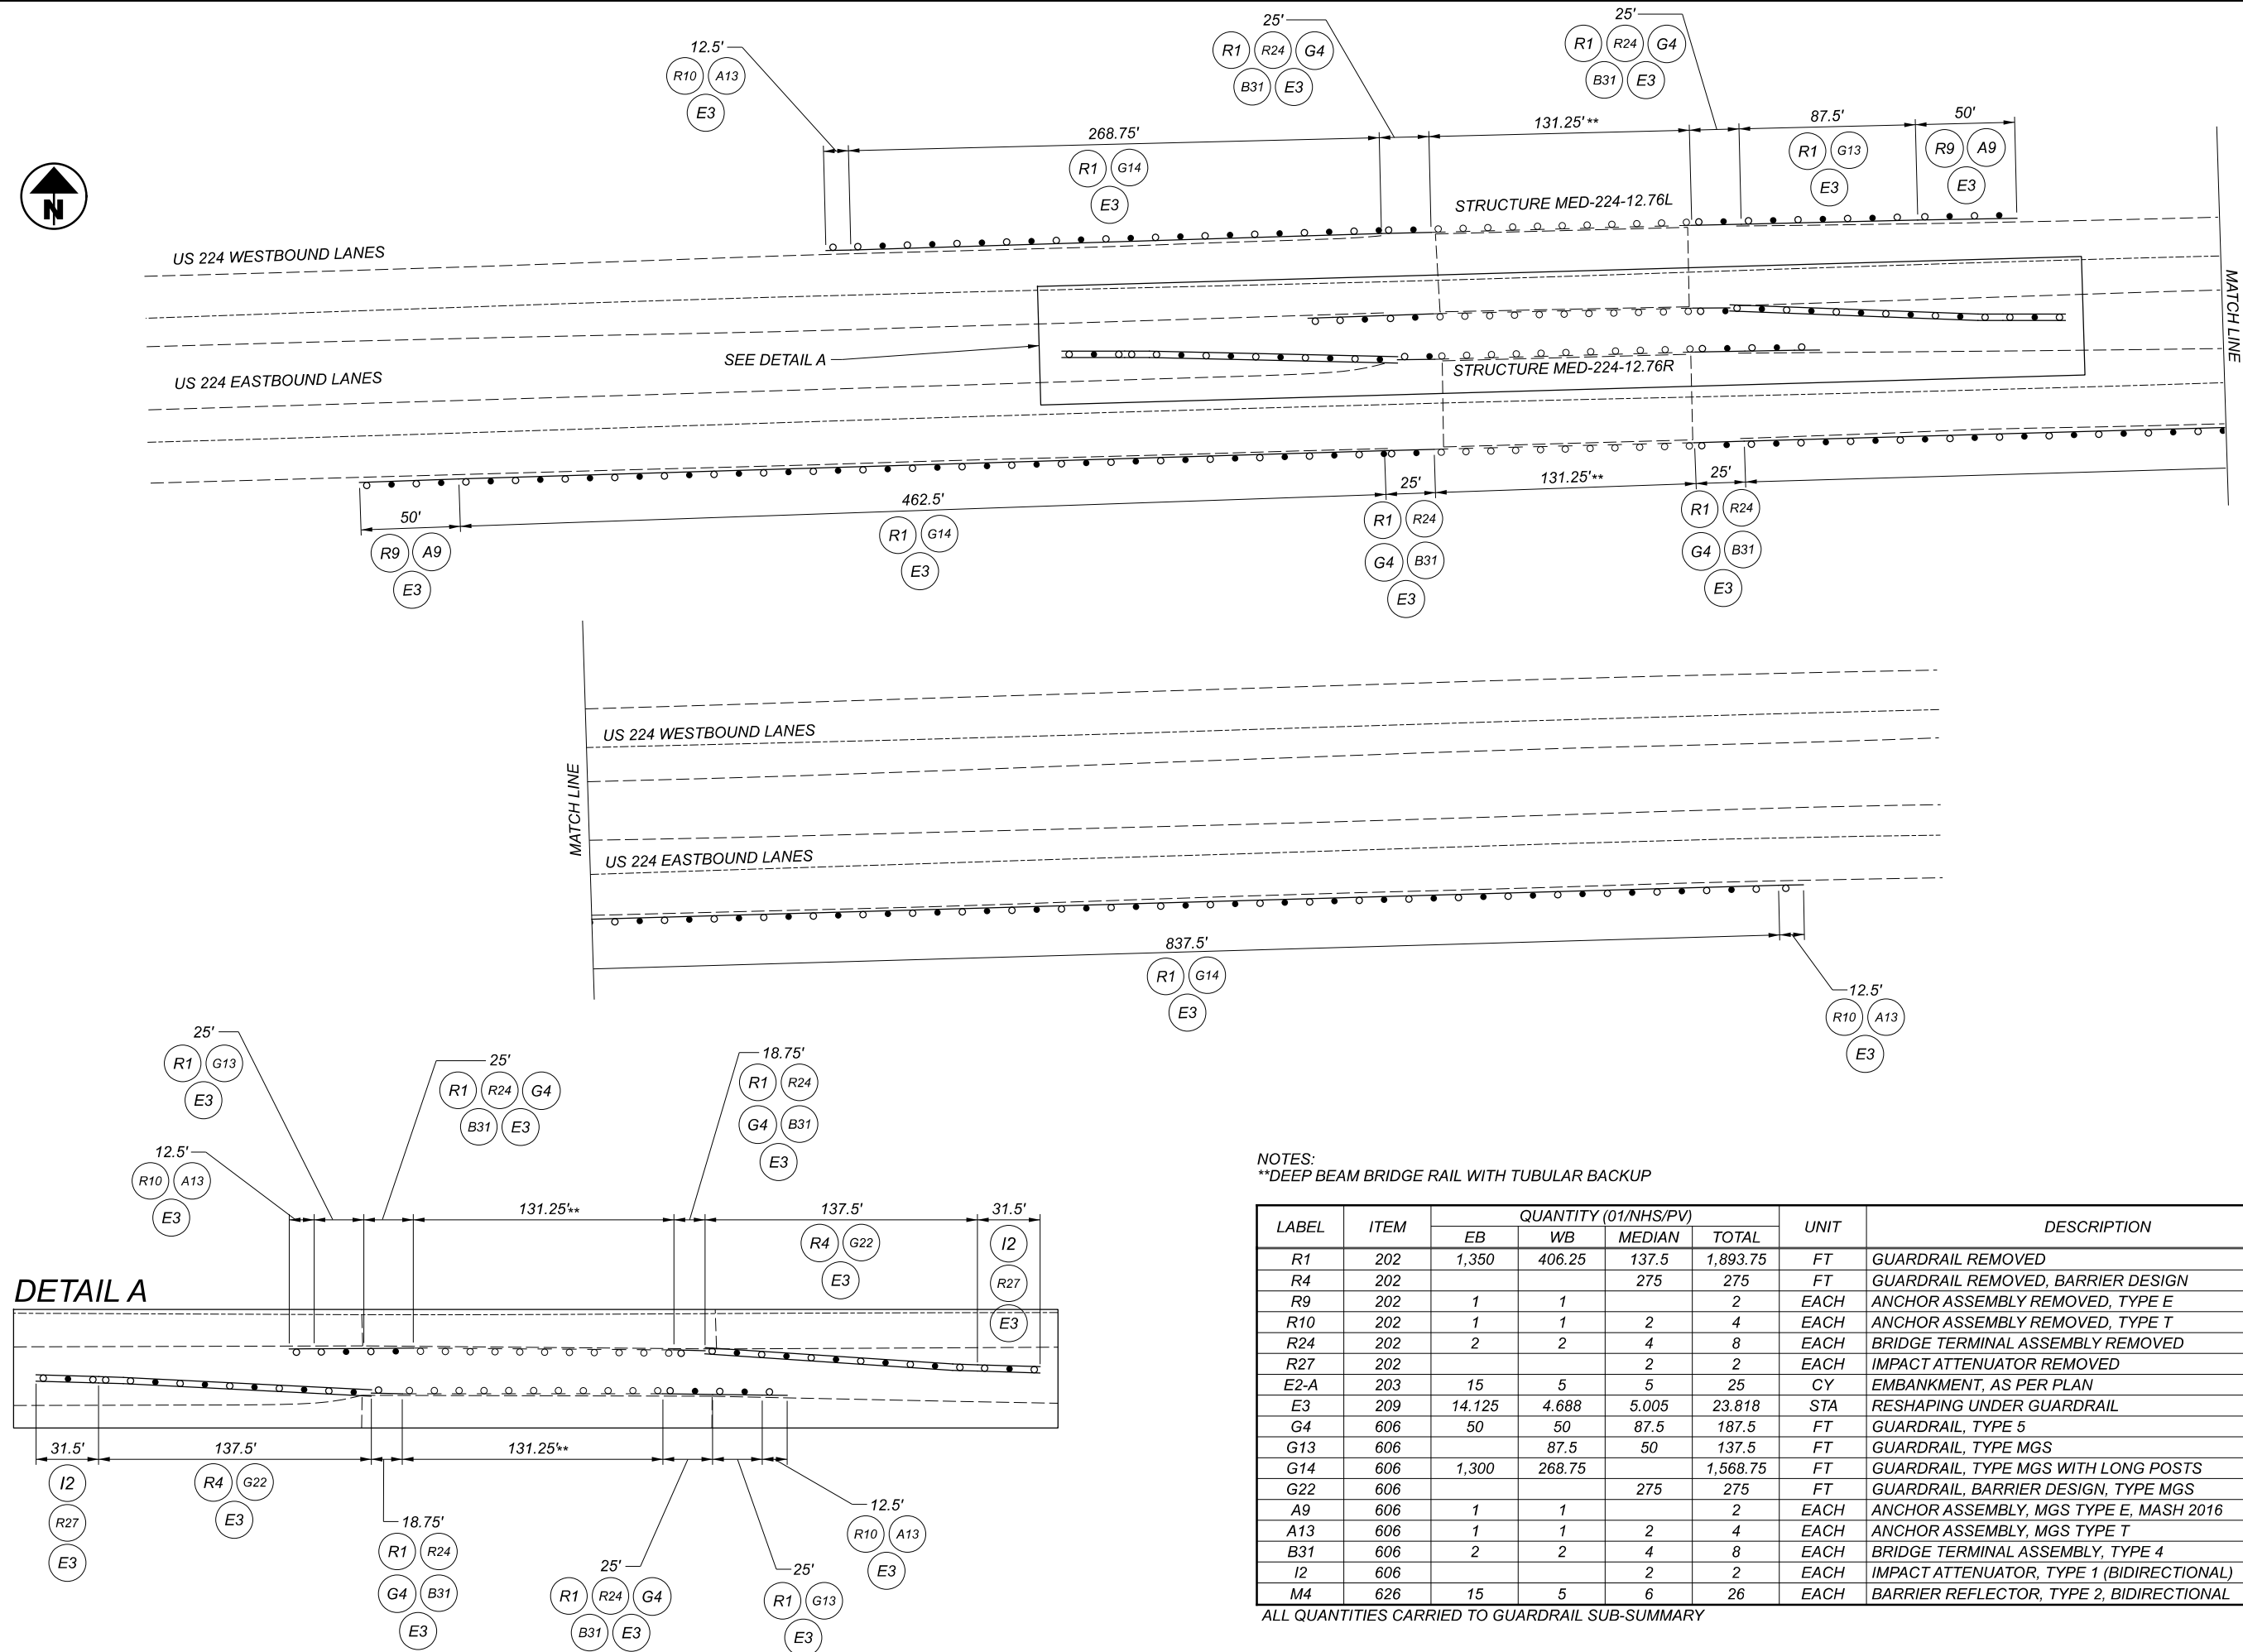 12.5'
R10 A13
E3
25'
R1 R24 G4
B31 E3
25'
R1 R24 G4
B31 E3
268.75'
R1 G14
E3
131.25'**
87.5'
R1 G13
E3
50'
R9 A9
E3
N
STRUCTURE MED-224-12.76L
US 224 WESTBOUND LANES
MATCH LINE
SEE DETAIL A
US 224 EASTBOUND LANES
STRUCTURE MED-224-12.76R
50'
R9 A9
E3
462.5'
R1 G14
E3
25'
R1 R24
G4 B31
E3
131.25'**
25'
R1 R24
G4 B31
E3
MATCH LINE
US 224 WESTBOUND LANES
US 224 EASTBOUND LANES
837.5'
R1 G14
E3
12.5'
R10 A13
E3
25'
R1 G13
E3
25'
R1 R24 G4
B31 E3
18.75'
R1 R24
G4 B31
E3
12.5'
R10 A13
E3
131.25'**
137.5'
R4 G22
E3
31.5'
I2
R27
E3
DETAIL A
31.5'
I2
R27
E3
137.5'
R4 G22
E3
131.25'**
18.75'
R1 R24
G4 B31
E3
25'
R1 R24 G4
B31 E3
25'
R1 G13
E3
12.5'
R10 A13
E3
NOTES:
**DEEP BEAM BRIDGE RAIL WITH TUBULAR BACKUP
LABEL ITEM QUANTITY (01/NHS/PV) UNIT DESCRIPTION
EB WB MEDIAN TOTAL
R1 202 1,350 406.25 137.5 1,893.75 FT GUARDRAIL REMOVED
R4 202 275 275 FT GUARDRAIL REMOVED, BARRIER DESIGN
R9 202 1 1 2 EACH ANCHOR ASSEMBLY REMOVED, TYPE E
R10 202 1 1 2 4 EACH ANCHOR ASSEMBLY REMOVED, TYPE T
R24 202 2 2 4 8 EACH BRIDGE TERMINAL ASSEMBLY REMOVED
R27 202 2 2 EACH IMPACT ATTENUATOR REMOVED
E2-A 203 15 5 5 25 CY EMBANKMENT, AS PER PLAN
E3 209 14.125 4.688 5.005 23.818 STA RESHAPING UNDER GUARDRAIL
G4 606 50 50 87.5 187.5 FT GUARDRAIL, TYPE 5
G13 606 87.5 50 137.5 FT GUARDRAIL, TYPE MGS
G14 606 1,300 268.75 1,568.75 FT GUARDRAIL, TYPE MGS WITH LONG POSTS
G22 606 275 275 FT GUARDRAIL, BARRIER DESIGN, TYPE MGS
A9 606 1 1 2 EACH ANCHOR ASSEMBLY, MGS TYPE E, MASH 2016
A13 606 1 1 2 4 EACH ANCHOR ASSEMBLY, MGS TYPE T
B31 606 2 2 4 8 EACH BRIDGE TERMINAL ASSEMBLY, TYPE 4
I2 606 2 2 EACH IMPACT ATTENUATOR, TYPE 1 (BIDIRECTIONAL)
M4 626 15 5 6 26 EACH BARRIER REFLECTOR, TYPE 2, BIDIRECTIONAL
ALL QUANTITIES CARRIED TO GUARDRAIL SUB-SUMMARY